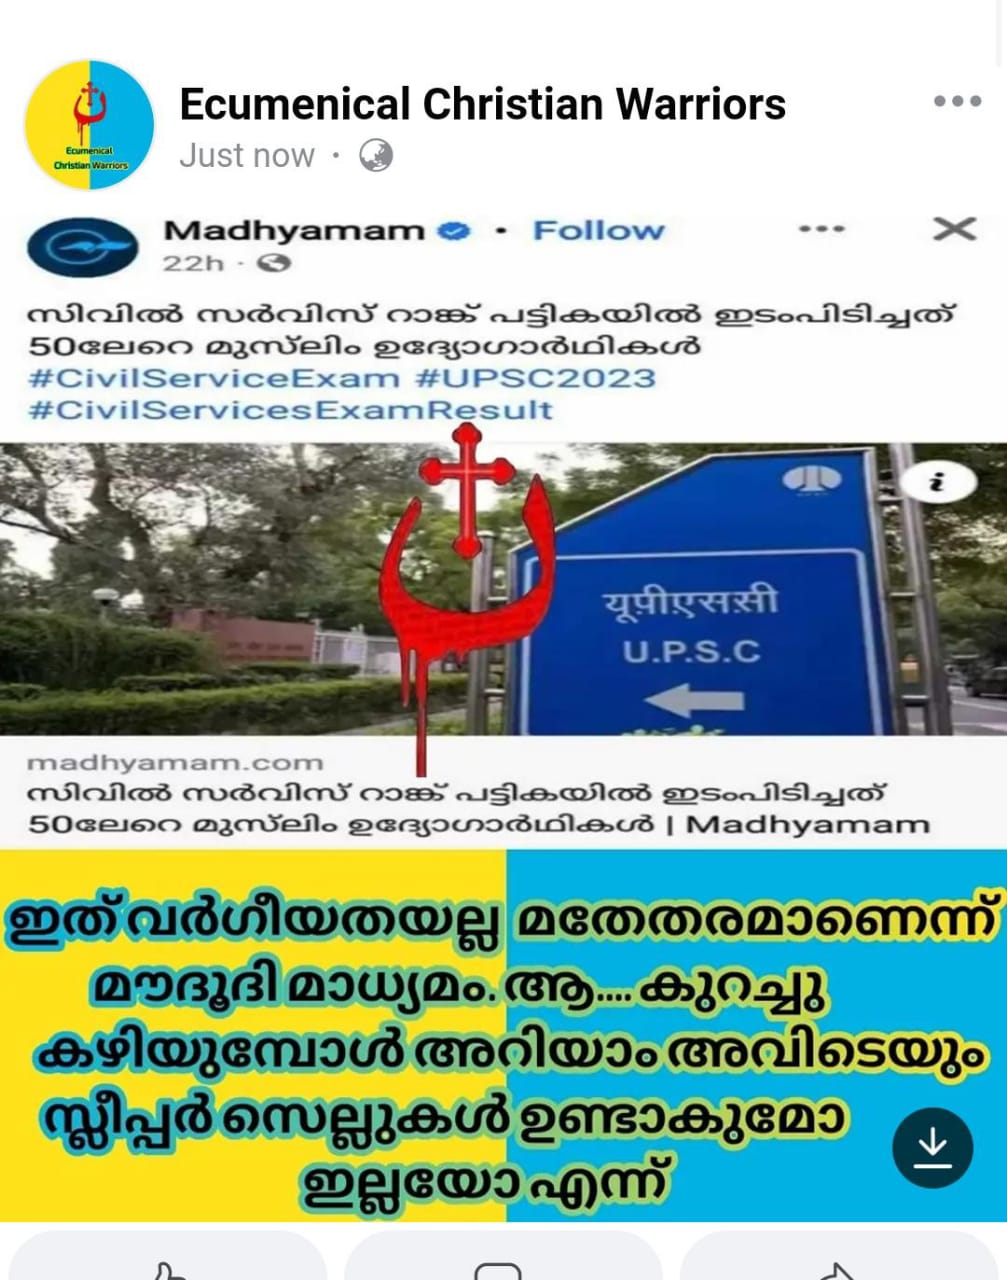 Ecumenical
Christian Warriors
Ecumenical Christian Warriors
Just now ·
Madhyamam · Follow
22h ·
സിവിൽ സർവിസ് റാങ്ക് പട്ടികയിൽ ഇടംപിടിച്ചത്
50ലേറെ മുസ്‌ലിം ഉദ്യോഗാർഥികൾ
#CivilServiceExam #UPSC2023
#CivilServicesExamResult
यूपीएससी
U.P.S.C
madhyamam.com
സിവിൽ സർവിസ് റാങ്ക് പട്ടികയിൽ ഇടംപിടിച്ചത്
50ലേറെ മുസ്‌ലിം ഉദ്യോഗാർഥികൾ | Madhyamam
ഇത് വർഗീയതയല്ല മതേതരമാണെന്ന്
മൗദൂദി മാധ്യമം. ആ.... കുറച്ചു
കഴിയുമ്പോൾ അറിയാം അവിടെയും
സ്ലീപ്പർ സെല്ലുകൾ ഉണ്ടാകുമോ
ഇല്ലയോ എന്ന്